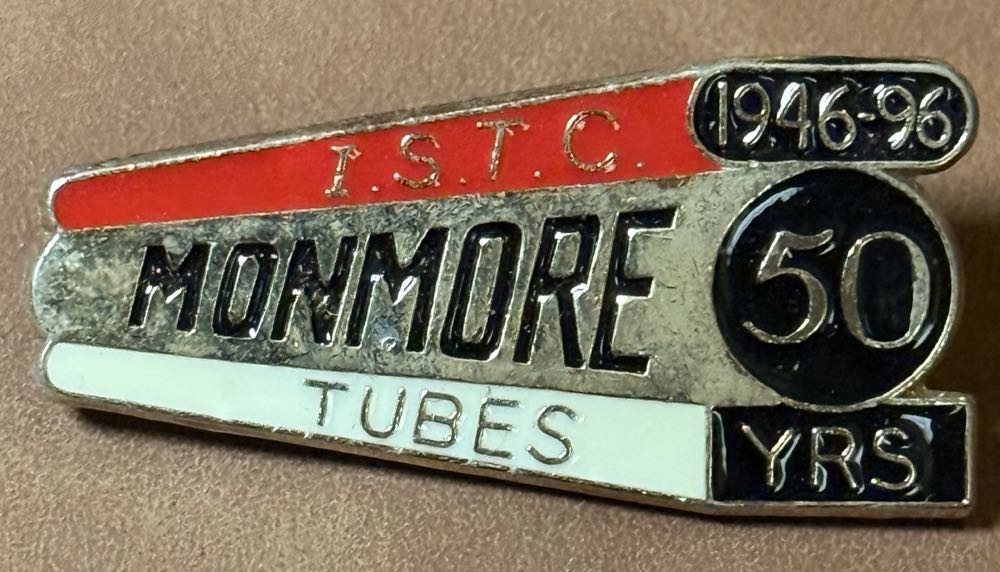 I.S.T.C.
1946-96
MONMORE
50
TUBES
YRS